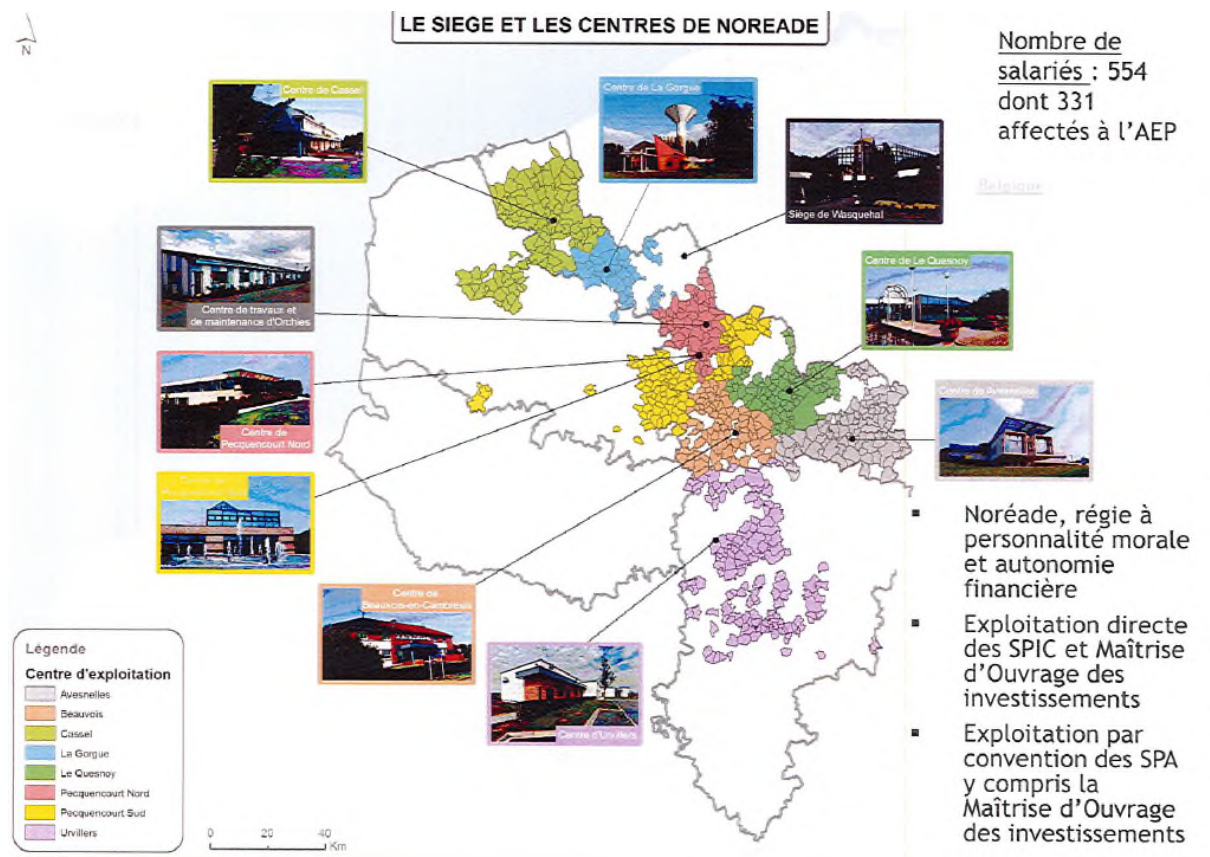 LE SIEGE ET LES CENTRES DE NOREADE
N
Nombre de
salariés : 554
dont 331
affectés à l'AEP
Centre de Cassel
Centre de La Gorgue
Siège de Wasquehal
Belgique
Centre de travaux et
de maintenance d'Orchies
Centre de Le Quesnoy
Centre de
Pecquencourt Nord
Centre de Avesnelles
Centre de
Pecquencourt Sud
Centre de
Beauvois-en-Cambrésis
Centre d'Urvillers
Noréade, régie à
personnalité morale
et autonomie
financière
Exploitation directe
des SPIC et Maîtrise
d'Ouvrage des
investissements
Exploitation par
convention des SPA
y compris la
Maîtrise d'Ouvrage
des investissements
Légende
Centre d'exploitation
Avesnelles
Beauvois
Cassel
La Gorgue
Le Quesnoy
Pecquencourt Nord
Pecquencourt Sud
Urvillers
0 20 40
Km